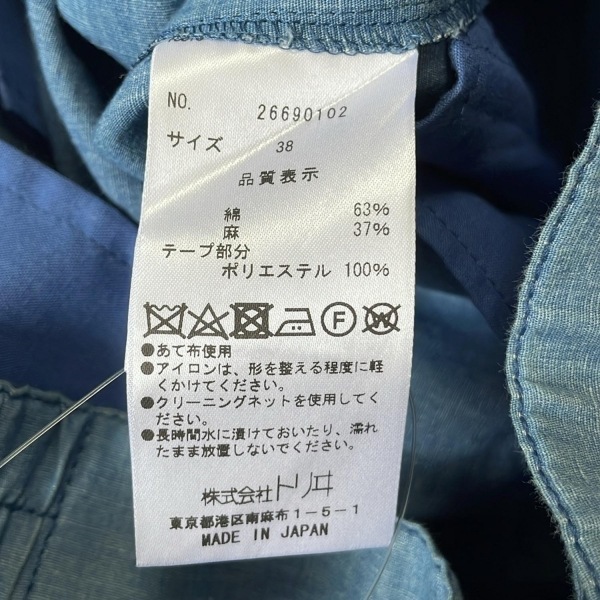 NO. 26690102
サイズ 38
品質表示
綿 63%
麻 37%
テープ部分
ポリエステル 100%
F W
●あて布使用
●アイロンは、形を整える程度に軽
くかけてください。
●クリーニングネットを使用してく
ださい。
●長時間水に漬けておいたり、濡れ
たまま放置しないでください。
株式会社トリヰ
東京都港区南麻布1-5-1
MADE IN JAPAN